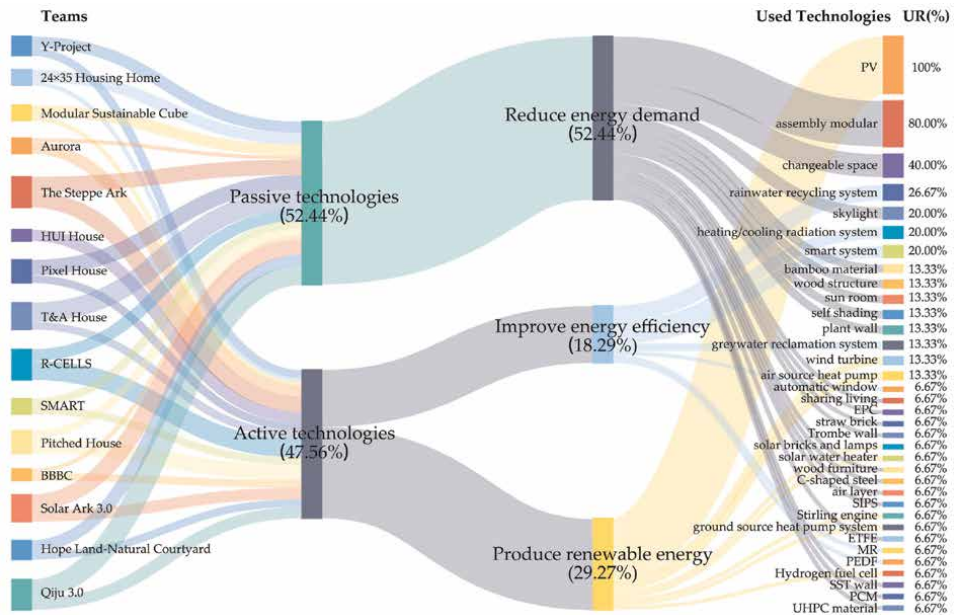 Teams
Used Technologies UR(%)
Y-Project
24×35 Housing Home
Modular Sustainable Cube
Aurora
The Steppe Ark
HUI House
Pixel House
T&A House
R-CELLS
SMART
Pitched House
BBBC
Solar Ark 3.0
Hope Land-Natural Courtyard
Qiju 3.0
Passive technologies
(52.44%)
Active technologies
(47.56%)
Reduce energy demand
(52.44%)
Improve energy efficiency
(18.29%)
Produce renewable energy
(29.27%)
PV 100%
assembly modular 80.00%
changeable space 40.00%
rainwater recycling system 26.67%
skylight 20.00%
heating/cooling radiation system 20.00%
smart system 20.00%
bamboo material 13.33%
wood structure 13.33%
sun room 13.33%
self shading 13.33%
plant wall 13.33%
greywater reclamation system 13.33%
wind turbine 13.33%
air source heat pump 13.33%
automatic window 6.67%
sharing living 6.67%
EPC 6.67%
straw brick 6.67%
Trombe wall 6.67%
solar bricks and lamps 6.67%
solar water heater 6.67%
wood furniture 6.67%
C-shaped steel 6.67%
air layer 6.67%
SIPS 6.67%
Stirling engine 6.67%
ground source heat pump system 6.67%
ETFE 6.67%
MR 6.67%
PEDF 6.67%
Hydrogen fuel cell 6.67%
SST wall 6.67%
PCM 6.67%
UHPC material 6.67%